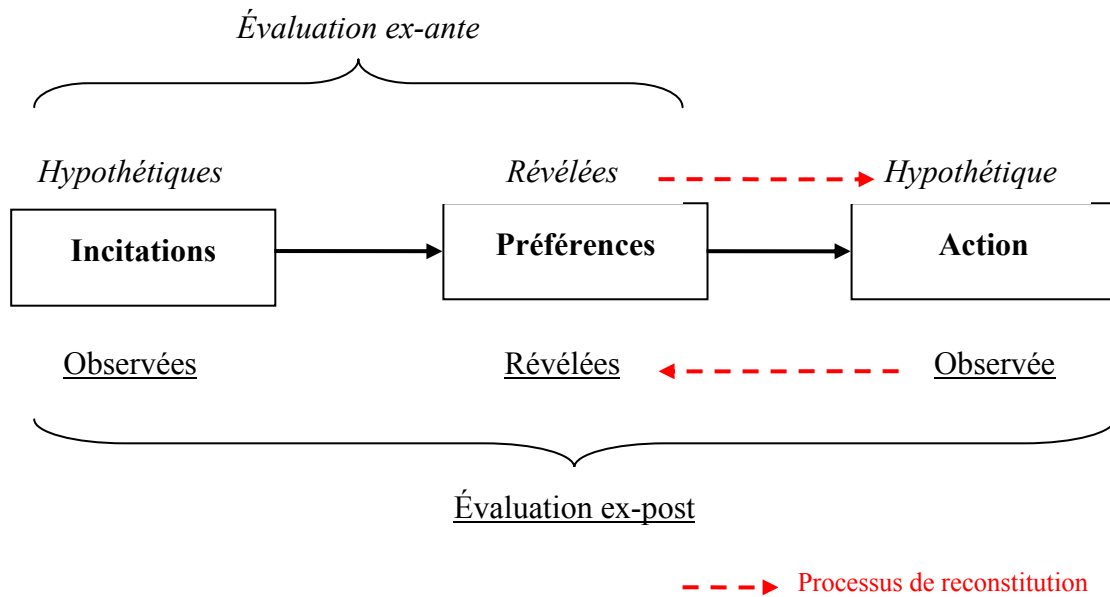 Évaluation ex-ante
Hypothétiques Révélées Hypothétique
Incitations Préférences Action
Observées Révélées Observée
Évaluation ex-post
Processus de reconstitution